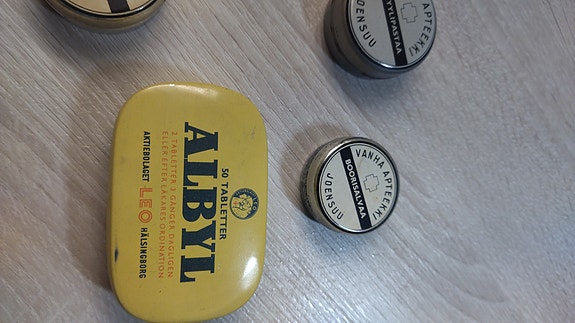 50 TABLETTER
ALBYL
2 TABLETTER 3 GÅNGER DAGLIGEN
ELLER EFTER LÄKARES ORDINATION
AKTIEBOLAGET LEO HÄLSINGBORG
APTEEKKI
YYLIPASTAA
JOENSUU
VANHA APTEEKKI
BOORISALVAA
JOENSUU